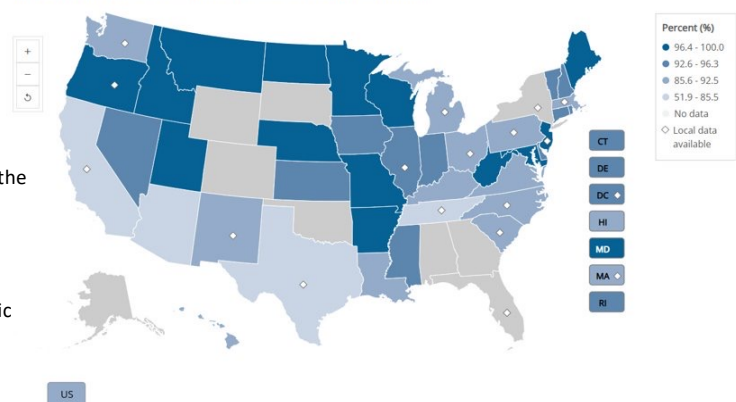 Percent (%)
96.4 - 100.0
92.6 - 96.3
85.6 - 92.5
51.9 - 85.5
No data
Local data
available
+
−
the
ic
CT
DE
DC
HI
MD
MA
RI
US